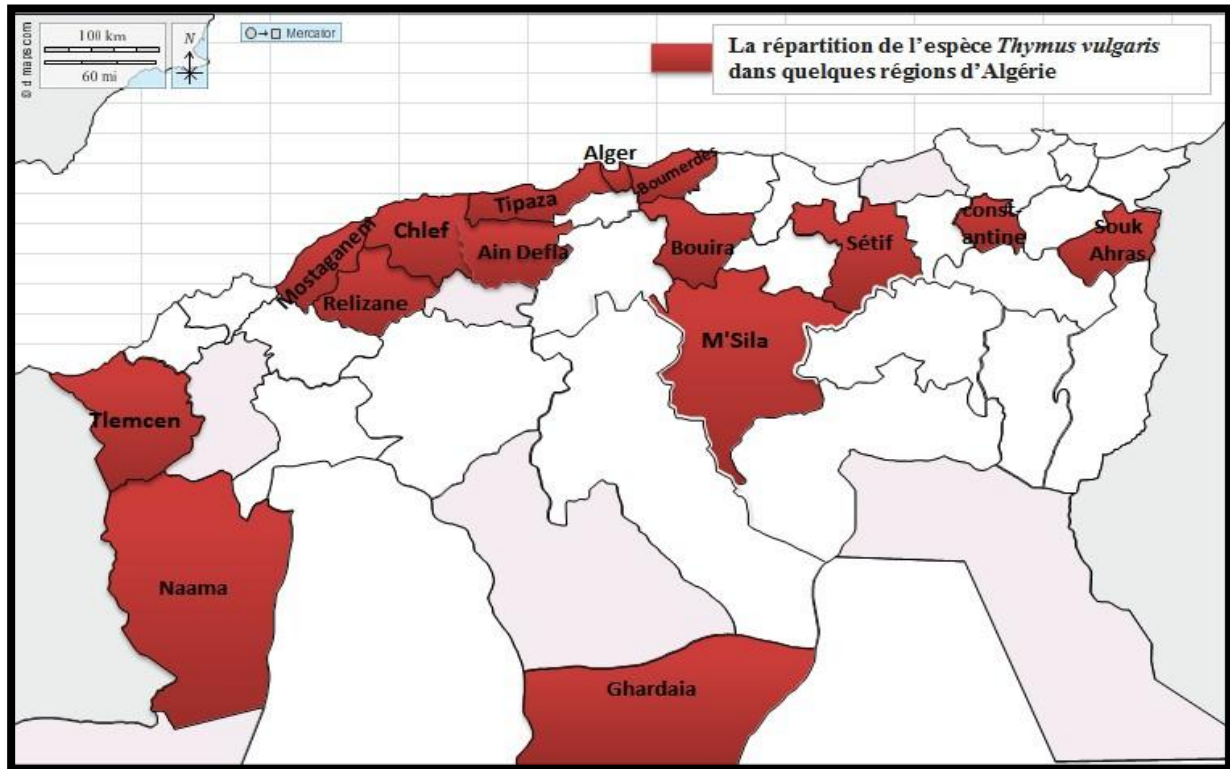 100 km
60 mi
N
Mercator
© d maps.com
La répartition de l'espèce Thymus vulgaris
dans quelques régions d'Algérie
Alger
Boumerdès
Tipaza
Mostaganem
Chlef
Ain Defla
Relizane
Bouira
Sétif
const-
antine
Souk
Ahras
M'Sila
Tlemcen
Naama
Ghardaia